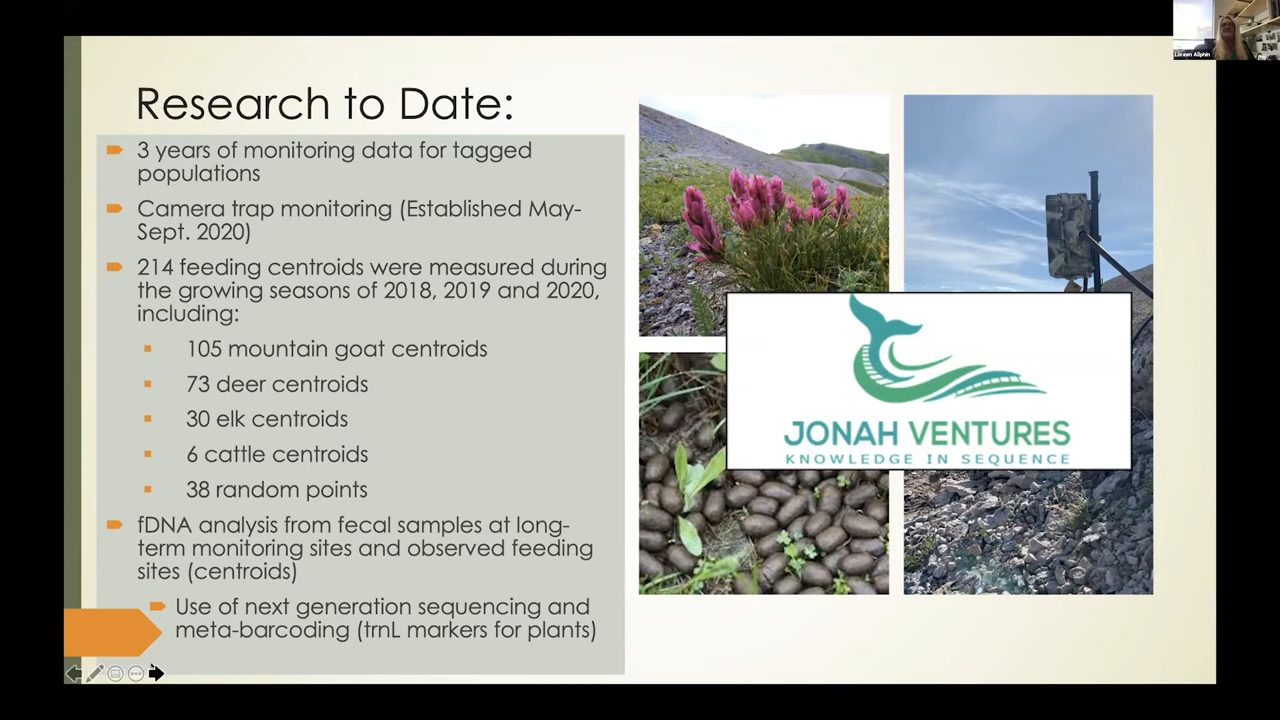 Loreen Allphin
Research to Date:
3 years of monitoring data for tagged
populations
Camera trap monitoring (Established May-
Sept. 2020)
214 feeding centroids were measured during
the growing seasons of 2018, 2019 and 2020,
including:
105 mountain goat centroids
73 deer centroids
30 elk centroids
6 cattle centroids
38 random points
fDNA analysis from fecal samples at long-
term monitoring sites and observed feeding
sites (centroids)
Use of next generation sequencing and
meta-barcoding (trnL markers for plants)
JONAH VENTURES
KNOWLEDGE IN SEQUENCE